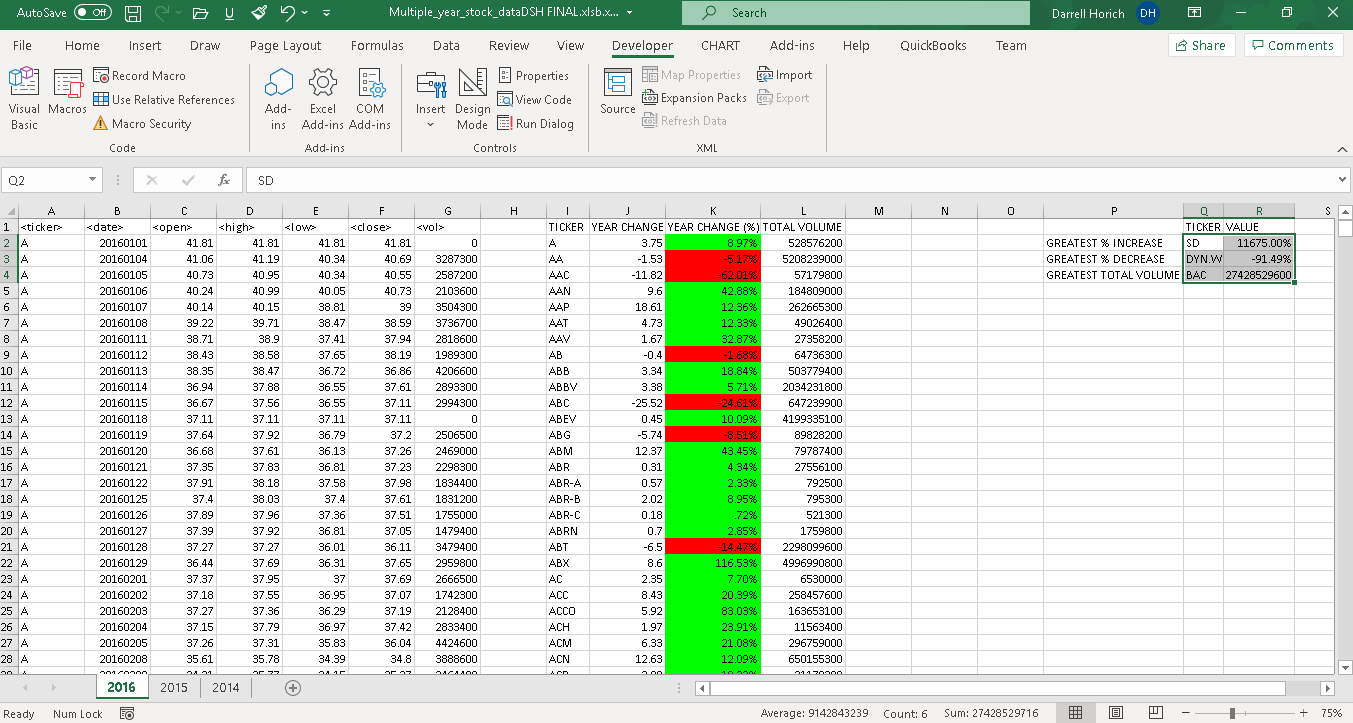 AutoSave Off U Multiple_year_stock_dataDSH FINAL.xlsb.x... Search Darrell Horich DH
File Home Insert Draw Page Layout Formulas Data Review View Developer CHART Add-ins Help QuickBooks Team Share Comments
Visual Basic Macros Record Macro Use Relative References Macro Security Code
Add-ins Excel Add-ins COM Add-ins Add-ins
Insert Design Mode Properties View Code Run Dialog Controls
Source Map Properties Expansion Packs Refresh Data Import Export XML
Q2 fx SD
A B C D E F G H I J K L M N O P Q R S
1 <ticker> <date> <open> <high> <low> <close> <vol> TICKER YEAR CHANGE YEAR CHANGE (%) TOTAL VOLUME TICKER VALUE
2 A 20160101 41.81 41.81 41.81 41.81 0 A 3.75 8.97% 528576200 GREATEST % INCREASE SD 11675.00%
3 A 20160104 41.06 41.19 40.34 40.69 3287300 AA -1.53 -5.17% 5208239000 GREATEST % DECREASE DYN.W -91.49%
4 A 20160105 40.73 40.95 40.34 40.55 2587200 AAC -11.82 -62.01% 57179800 GREATEST TOTAL VOLUME BAC 27428529600
5 A 20160106 40.24 40.99 40.05 40.73 2103600 AAN 9.6 42.88% 184809000
6 A 20160107 40.14 40.15 38.81 39 3504300 AAP 18.61 12.36% 262665300
7 A 20160108 39.22 39.71 38.47 38.59 3736700 AAT 4.73 12.33% 49026400
8 A 20160111 38.71 38.9 37.41 37.94 2818600 AAV 1.67 32.87% 27358200
9 A 20160112 38.43 38.58 37.65 38.19 1989300 AB -0.4 -1.68% 64736300
10 A 20160113 38.35 38.47 36.72 36.86 4206600 ABB 3.34 18.84% 503779400
11 A 20160114 36.94 37.88 36.55 37.61 2893300 ABBV 3.38 5.71% 2034231800
12 A 20160115 36.67 37.56 36.55 37.11 2994300 ABC -25.52 -24.61% 647239900
13 A 20160118 37.11 37.11 37.11 37.11 0 ABEV 0.45 10.09% 4199335100
14 A 20160119 37.64 37.92 36.79 37.2 2506500 ABG -5.74 -8.51% 89828200
15 A 20160120 36.68 37.61 36.13 37.26 2469000 ABM 12.37 43.45% 79787400
16 A 20160121 37.35 37.83 36.81 37.23 2298300 ABR 0.31 4.34% 27556100
17 A 20160122 37.91 38.18 37.58 37.98 1834400 ABR-A 0.57 2.33% 792500
18 A 20160125 37.4 38.03 37.4 37.61 1831200 ABR-B 2.02 8.95% 795300
19 A 20160126 37.89 37.96 37.36 37.51 1755000 ABR-C 0.18 .72% 521300
20 A 20160127 37.39 37.92 36.81 37.05 1479400 ABRN 0.7 2.85% 1759800
21 A 20160128 37.27 37.27 36.01 36.11 3479400 ABT -6.5 -14.47% 2298099600
22 A 20160129 36.44 37.69 36.31 37.65 2959800 ABX 8.6 116.53% 4996990800
23 A 20160201 37.37 37.95 37 37.69 2666500 AC 2.35 7.70% 6530000
24 A 20160202 37.18 37.55 36.95 37.07 1742300 ACC 8.43 20.39% 258457600
25 A 20160203 37.27 37.36 36.29 37.19 2128400 ACCO 5.92 83.03% 163653100
26 A 20160204 37.15 37.79 36.97 37.42 2833400 ACH 1.97 23.91% 11563400
27 A 20160205 37.26 37.31 35.83 36.04 4424600 ACM 6.33 21.08% 296759000
28 A 20160208 35.61 35.78 34.39 34.8 3888600 ACN 12.63 12.09% 650155300
2016 2015 2014
Ready Num Lock Average: 9142843239 Count: 6 Sum: 27428529716 75%